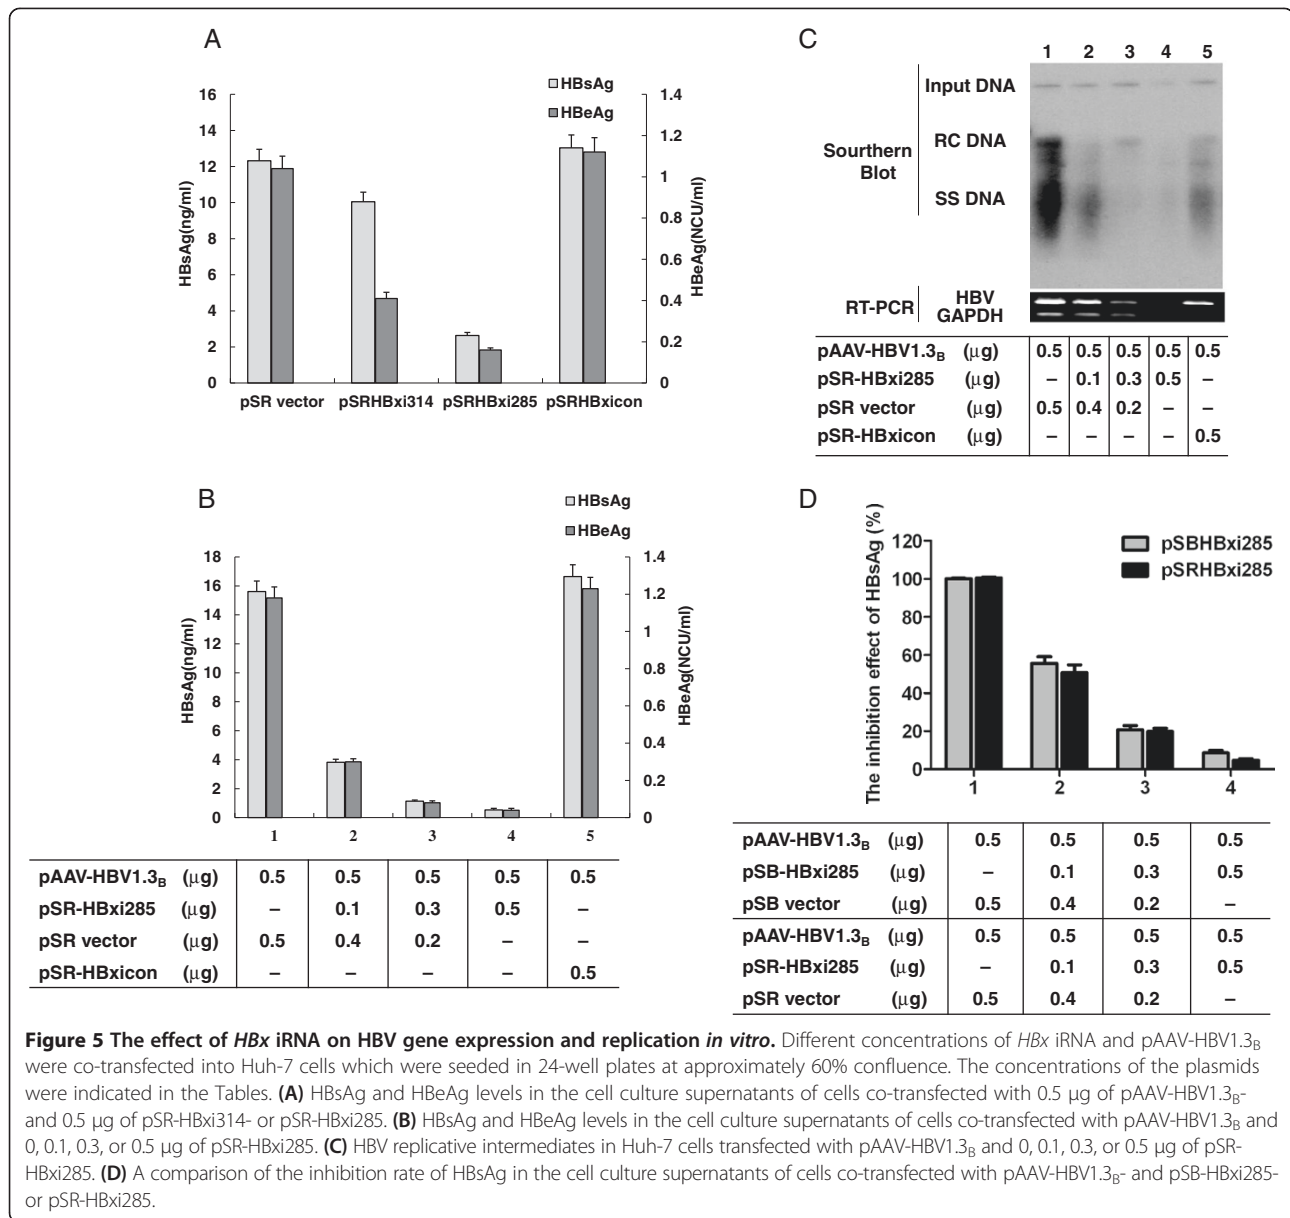 A
HBsAg
HBeAg
HBsAg(ng/ml)
16
14
12
10
8
6
4
2
0
1.4
1.2
1
0.8
0.6
0.4
0.2
0
HBeAg(NCU/ml)
pSR vector pSRHBxi314 pSRHBxi285 pSRHBxicon
B
HBsAg
HBeAg
HBsAg(ng/ml)
18
16
14
12
10
8
6
4
2
0
1.4
1.2
1
0.8
0.6
0.4
0.2
0
HBeAg(NCU/ml)
1 2 3 4 5
pAAV-HBV1.3B (μg) 0.5 0.5 0.5 0.5 0.5
pSR-HBxi285 (μg) – 0.1 0.3 0.5 –
pSR vector (μg) 0.5 0.4 0.2 – –
pSR-HBxicon (μg) – – – – 0.5
C
1 2 3 4 5
Input DNA
RC DNA
Sourthern
Blot
SS DNA
RT-PCR
HBV
GAPDH
pAAV-HBV1.3B (μg) 0.5 0.5 0.5 0.5 0.5
pSR-HBxi285 (μg) – 0.1 0.3 0.5 –
pSR vector (μg) 0.5 0.4 0.2 – –
pSR-HBxicon (μg) – – – – 0.5
D
The inhibition effect of HBsAg (%)
120
100
80
60
40
20
0
pSBHBxi285
pSRHBxi285
1 2 3 4
pAAV-HBV1.3B (μg) 0.5 0.5 0.5 0.5
pSB-HBxi285 (μg) – 0.1 0.3 0.5
pSB vector (μg) 0.5 0.4 0.2 –
pAAV-HBV1.3B (μg) 0.5 0.5 0.5 0.5
pSR-HBxi285 (μg) – 0.1 0.3 0.5
pSR vector (μg) 0.5 0.4 0.2 –
Figure 5 The effect of HBx iRNA on HBV gene expression and replication in vitro. Different concentrations of HBx iRNA and pAAV-HBV1.3B
were co-transfected into Huh-7 cells which were seeded in 24-well plates at approximately 60% confluence. The concentrations of the plasmids
were indicated in the Tables. (A) HBsAg and HBeAg levels in the cell culture supernatants of cells co-transfected with 0.5 μg of pAAV-HBV1.3B-
and 0.5 μg of pSR-HBxi314- or pSR-HBxi285. (B) HBsAg and HBeAg levels in the cell culture supernatants of cells co-transfected with pAAV-HBV1.3B and
0, 0.1, 0.3, or 0.5 μg of pSR-HBxi285. (C) HBV replicative intermediates in Huh-7 cells transfected with pAAV-HBV1.3B and 0, 0.1, 0.3, or 0.5 μg of pSR-
HBxi285. (D) A comparison of the inhibition rate of HBsAg in the cell culture supernatants of cells co-transfected with pAAV-HBV1.3B- and pSB-HBxi285-
or pSR-HBxi285.